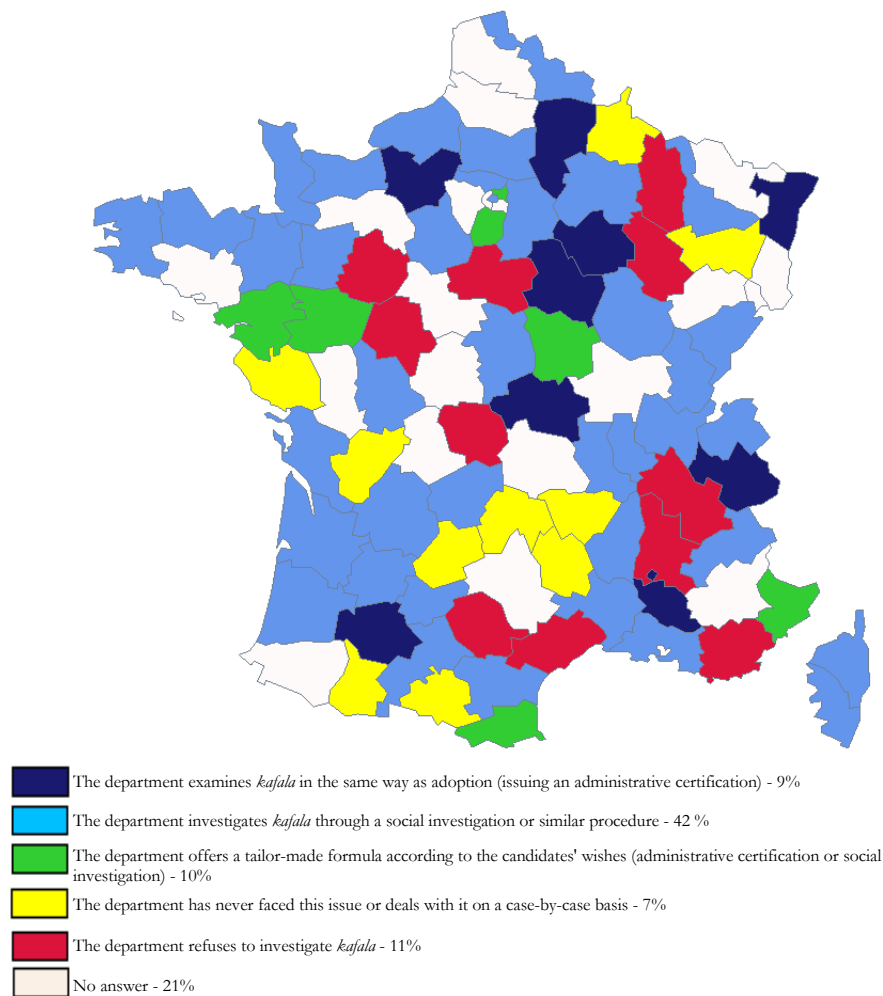 The department examines kafala in the same way as adoption (issuing an administrative certification) - 9%
The department investigates kafala through a social investigation or similar procedure - 42 %
The department offers a tailor-made formula according to the candidates' wishes (administrative certification or social
investigation) - 10%
The department has never faced this issue or deals with it on a case-by-case basis - 7%
The department refuses to investigate kafala - 11%
No answer - 21%